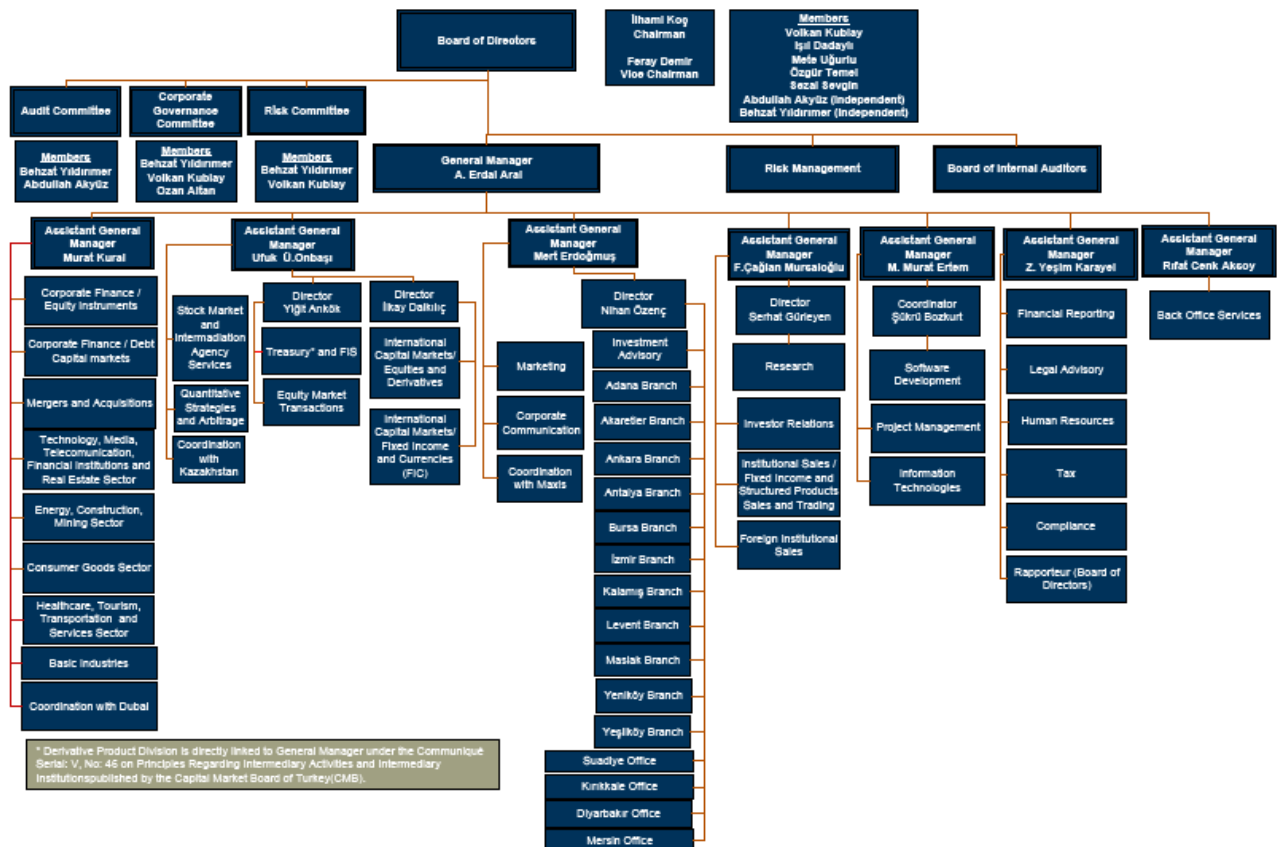 Board of Directors
İlhami Koç
Chairman
Feray Demir
Vice Chairman
Members
Volkan Kublay
Işıl Dadaylı
Mete Uğurlu
Özgür Temel
Sezai Sevgin
Abdullah Akyüz (Independent)
Behzat Yıldırımer (Independent)
Audit Committee
Corporate
Governance
Committee
Risk Committee
Members
Behzat Yıldırımer
Abdullah Akyüz
Members
Behzat Yıldırımer
Volkan Kublay
Ozan Altan
Members
Behzat Yıldırımer
Volkan Kublay
General Manager
A. Erdal Aral
Risk Management
Board of Internal Auditors
Assistant General
Manager
Murat Kural
Assistant General
Manager
Ufuk Ü.Onbaşı
Assistant General
Manager
Mert Erdoğmuş
Assistant General
Manager
F.Çağlan Mursaloğlu
Assistant General
Manager
M. Murat Ertem
Assistant General
Manager
Z. Yeşim Karayel
Assistant General
Manager
Rıfat Cenk Aksoy
Corporate Finance /
Equity Instruments
Corporate Finance / Debt
Capital markets
Mergers and Acquisitions
Technology, Media,
Telecomunication,
Financial Institutions and
Real Estate Sector
Energy, Construction,
Mining Sector
Consumer Goods Sector
Healthcare, Tourism,
Transportation and
Services Sector
Basic Industries
Coordination with Dubai
Stock Market
and
Intermadiation
Agency
Services
Quantitative
Strategies
and Arbitrage
Coordination
with
Kazakhstan
Director
Yiğit Arıkök
Treasury* and FIS
Equity Market
Transactions
Director
İlkay Dalkılıç
International
Capital Markets/
Equities and
Derivatives
International
Capital Markets/
Fixed Income
and Currencies
(FIC)
Marketing
Corporate
Communication
Coordination
with Maxis
Director
Nihan Özenç
Investment
Advisory
Adana Branch
Akaretler Branch
Ankara Branch
Antalya Branch
Bursa Branch
İzmir Branch
Kalamış Branch
Levent Branch
Maslak Branch
Yeniköy Branch
Yeşilköy Branch
Suadiye Office
Kırıkkale Office
Diyarbakır Office
Mersin Office
Director
Serhat Gürleyen
Research
Investor Relations
Institutional Sales /
Fixed Income and
Structured Products
Sales and Trading
Foreign Institutional
Sales
Coordinator
Şükrü Bozkurt
Software
Development
Project Management
Information
Technologies
Financial Reporting
Legal Advisory
Human Resources
Tax
Compliance
Rapporteur (Board of
Directors)
Back Office Services
* Derivative Product Division is directly linked to General Manager under the Communiqué
Serial: V, No: 46 on Principles Regarding Intermediary Activities and Intermediary
Institutionspublished by the Capital Market Board of Turkey(CMB).